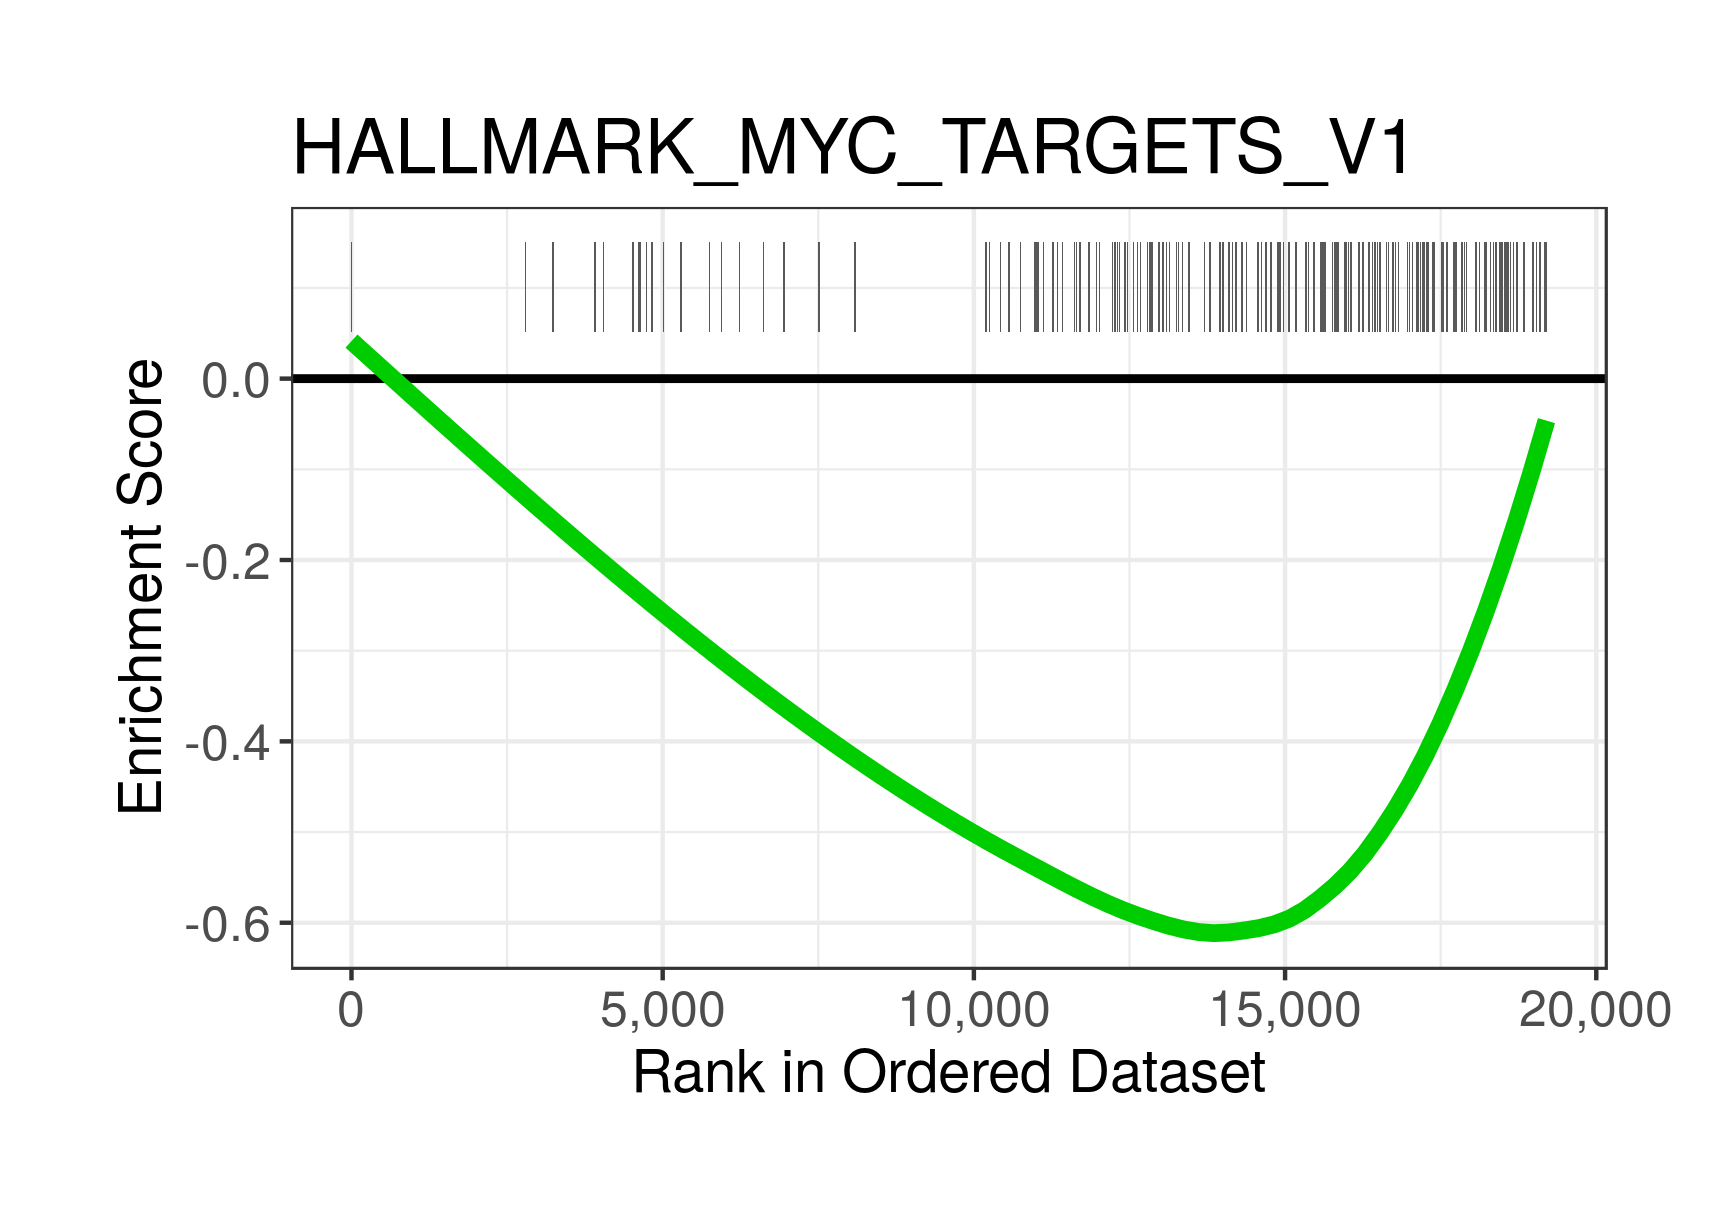 HALLMARK_MYC_TARGETS_V1
Enrichment Score
0.0
-0.2
-0.4
-0.6
0 5,000 10,000 15,000 20,000
Rank in Ordered Dataset